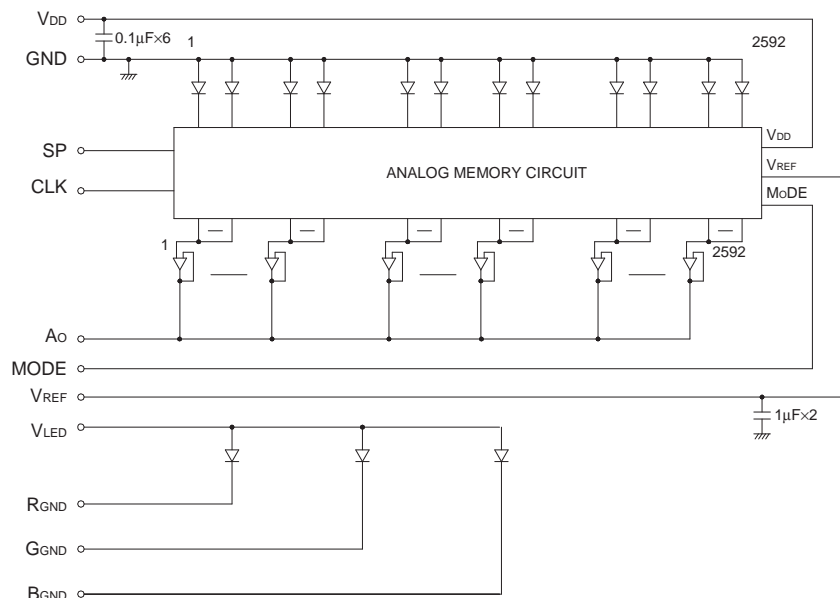 VDD
0.1µF×6
1
2592
GND
VDD
SP
ANALOG MEMORY CIRCUIT
VREF
CLK
MoDE
1
2592
AO
MODE
VREF
1µF×2
VLED
RGND
GGND
BGND